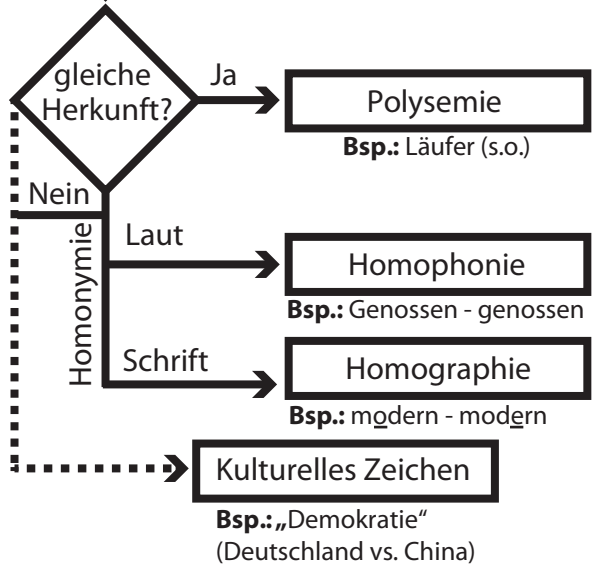 gleiche
Herkunft?
Ja
Polysemie
Bsp.: Läufer (s.o.)
Nein
Homonymie
Laut
Homophonie
Bsp.: Genossen - genossen
Schrift
Homographie
Bsp.: modern - modern
Kulturelles Zeichen
Bsp.: „Demokratie“
(Deutschland vs. China)